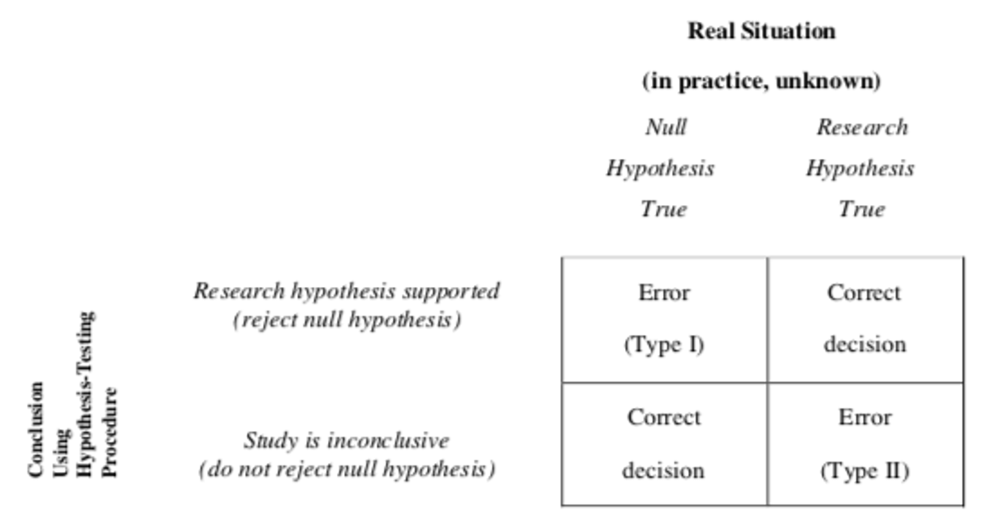 Real Situation
(in practice, unknown)
Null Research
Hypothesis Hypothesis
True True
Research hypothesis supported
(reject null hypothesis)
Error Correct
(Type I) decision
Conclusion
Using
Hypothesis-Testing
Procedure
Study is inconclusive
(do not reject null hypothesis)
Correct Error
decision (Type II)